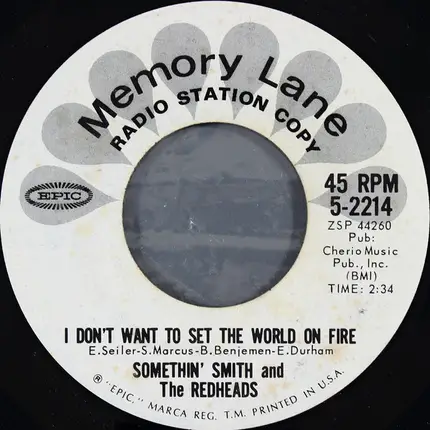 Memory Lane
RADIO STATION COPY
EPIC
45 RPM
5-2214
ZSP 44260
Pub:
Cherio Music
Pub., Inc.
(BMI)
TIME: 2:34
I DON'T WANT TO SET THE WORLD ON FIRE
E.Seiler-S.Marcus-B.Benjemen-E.Durham
SOMETHIN' SMITH and
The REDHEADS
® "EPIC," MARCA REG. T.M. PRINTED IN U.S.A.